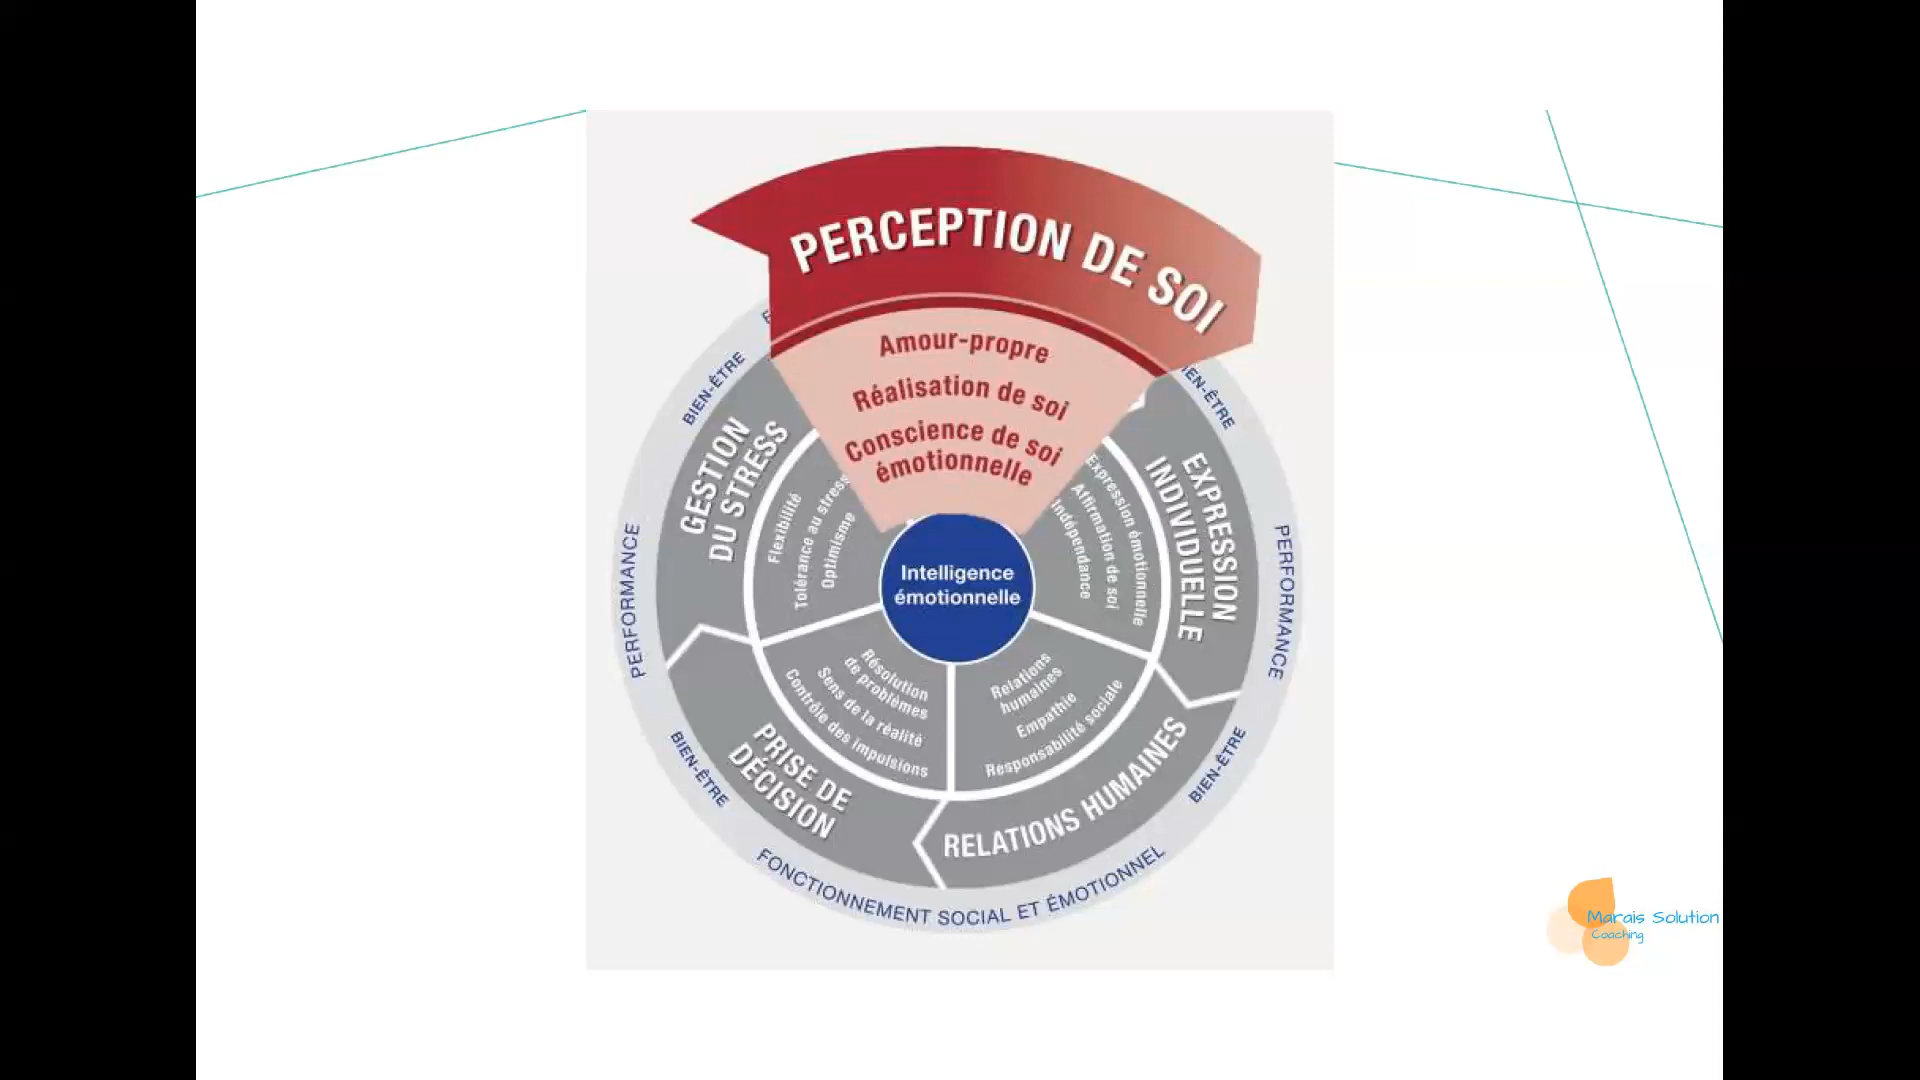 PERCEPTION DE SOI
Amour-propre
Réalisation de soi
Conscience de soi
émotionnelle
Intelligence
émotionnelle
EXPRESSION
INDIVIDUELLE
Expression émotionnelle
Affirmation de soi
Indépendance
RELATIONS HUMAINES
Relations
humaines
Empathie
Responsabilité sociale
PRISE DE
DÉCISION
Résolution
de problèmes
Sens de la réalité
Contrôle des impulsions
GESTION
DU STRESS
Flexibilité
Tolérance au stress
Optimisme
BIEN-ÊTRE
PERFORMANCE
BIEN-ÊTRE
FONCTIONNEMENT SOCIAL ET ÉMOTIONNEL
BIEN-ÊTRE
PERFORMANCE
Marais Solution
Coaching